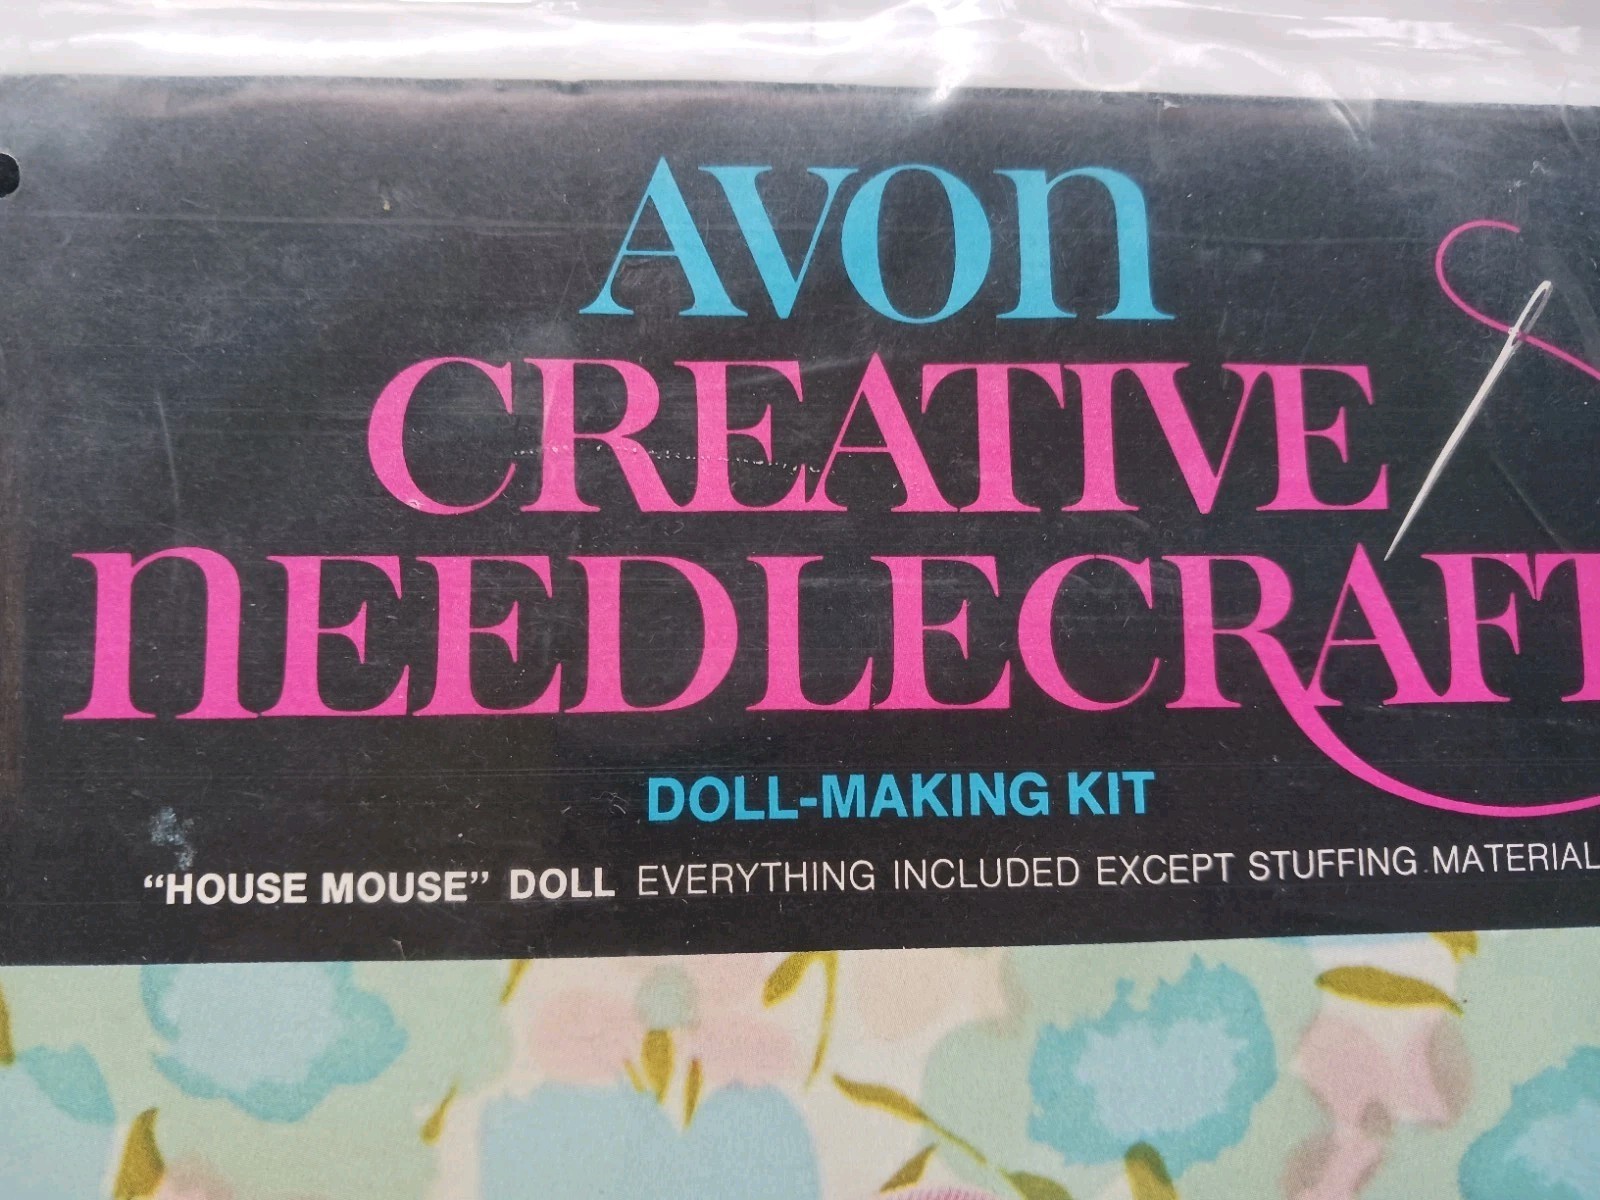 AVON
CREATIVE
NEEDLECRAFT
DOLL-MAKING KIT
“HOUSE MOUSE” DOLL EVERYTHING INCLUDED EXCEPT STUFFING MATERIAL